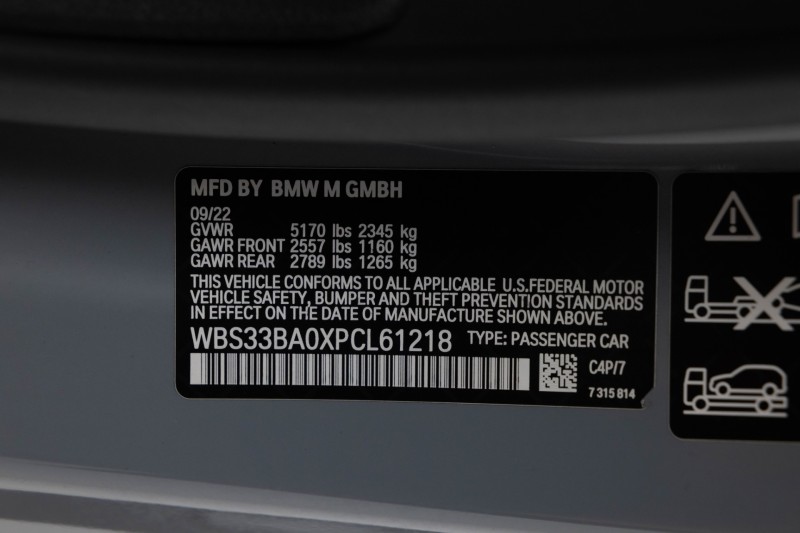 MFD BY BMW M GMBH
09/22
GVWR 5170 lbs 2345 kg
GAWR FRONT 2557 lbs 1160 kg
GAWR REAR 2789 lbs 1265 kg
THIS VEHICLE CONFORMS TO ALL APPLICABLE U.S.FEDERAL MOTOR
VEHICLE SAFETY, BUMPER AND THEFT PREVENTION STANDARDS
IN EFFECT ON THE DATE OF MANUFACTURE SHOWN ABOVE.
WBS33BA0XPCL61218 TYPE: PASSENGER CAR
C4P/7
7 315 814